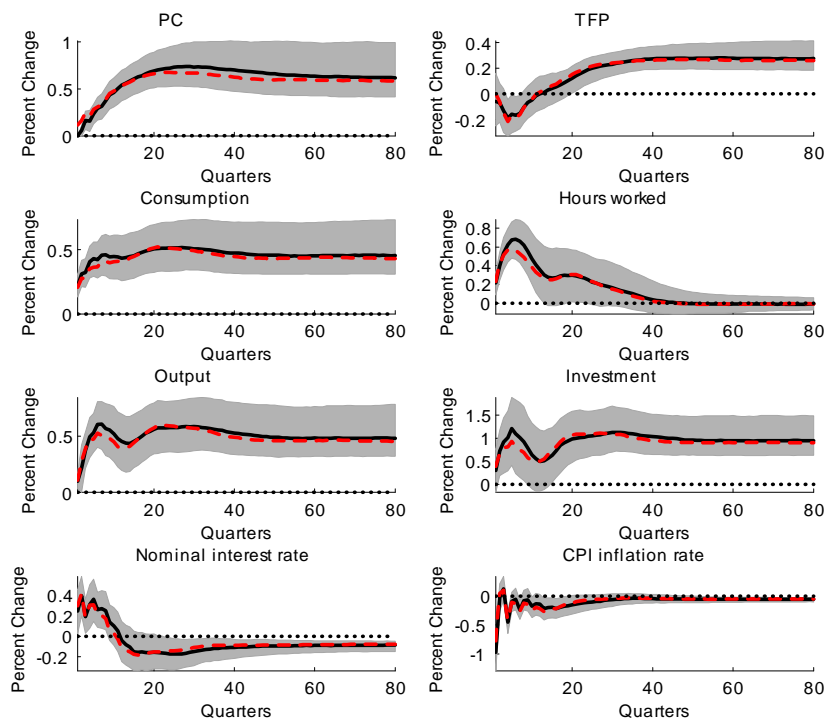 PC
Percent Change
1
0.5
0
20 40 60 80
Quarters
TFP
Percent Change
0.4
0.2
0
-0.2
20 40 60 80
Quarters
Consumption
Percent Change
0.5
0
20 40 60 80
Quarters
Hours worked
Percent Change
0.8
0.6
0.4
0.2
0
20 40 60 80
Quarters
Output
Percent Change
0.5
0
20 40 60 80
Quarters
Investment
Percent Change
1.5
1
0.5
0
20 40 60 80
Quarters
Nominal interest rate
Percent Change
0.4
0.2
0
-0.2
20 40 60 80
Quarters
CPI inflation rate
Percent Change
0
-0.5
-1
20 40 60 80
Quarters